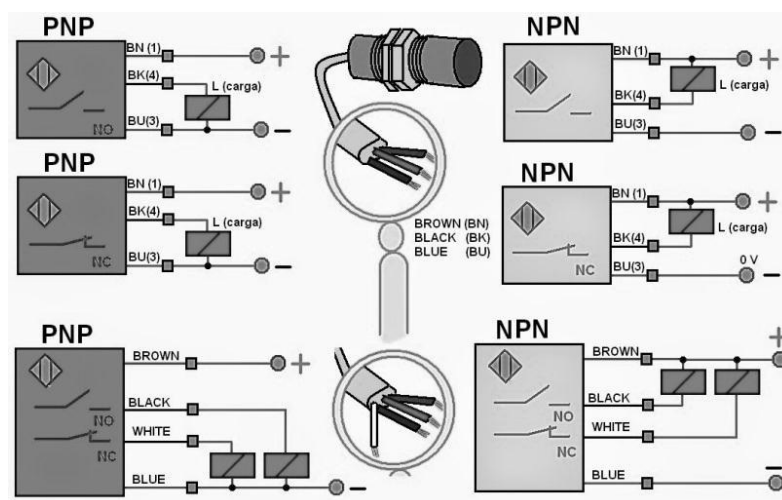 PNP
BN (1)
+
BK(4)
L (carga)
NO
BU(3)
−
PNP
BN (1)
+
BK(4)
L (carga)
NC
BU(3)
−
PNP
BROWN
+
BLACK
NO
WHITE
NC
BLUE
−
BROWN (BN)
BLACK (BK)
BLUE (BU)
NPN
BN (1)
+
L (carga)
BK(4)
BU(3)
−
NPN
BN (1)
+
L (carga)
BK(4)
NC
BU(3)
0 V
−
NPN
+
BROWN
BLACK
NO
WHITE
NC
BLUE
−